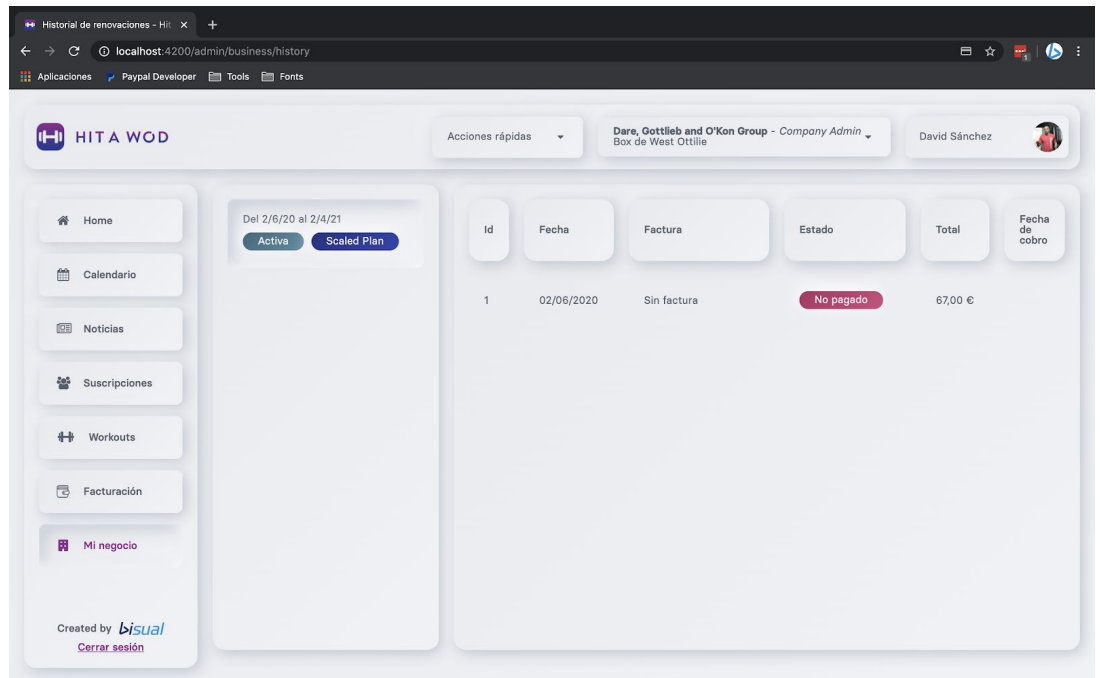 Historial de renovaciones - Hit
localhost:4200/admin/business/history
1
Aplicaciones
Paypal Developer
Tools
Fonts
HIT A WOD
Acciones rápidas
Dare, Gottlieb and O'Kon Group - Company Admin
Box de West Ottilie
David Sánchez
Home
Calendario
Noticias
Suscripciones
Workouts
Facturación
Mi negocio
Created by bisual
Cerrar sesión
Del 2/6/20 al 2/4/21
Activa
Scaled Plan
Id
Fecha
Factura
Estado
Total
Fecha
de
cobro
1
02/06/2020
Sin factura
No pagado
67,00 €